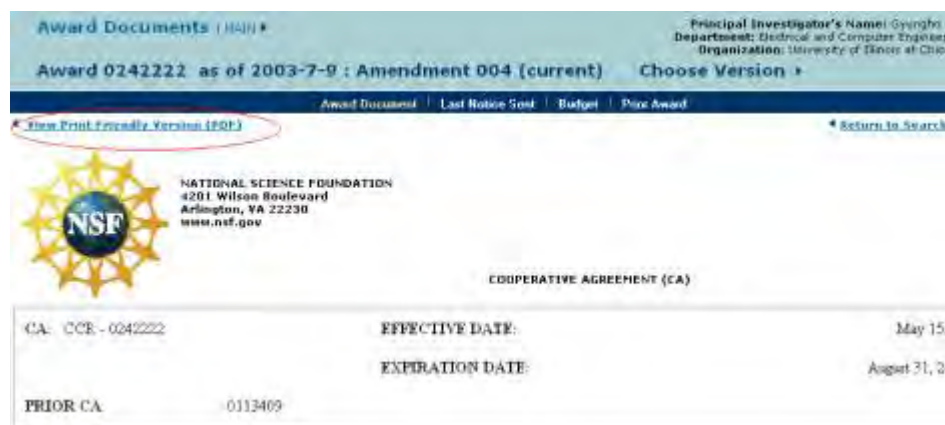 Award Documents (MAIN)
Principal Investigator's Name: Gyungho
Department: Electrical and Computer Engineer
Organization: University of Illinois at Chic
Award 0242222 as of 2003-7-9 : Amendment 004 (current) Choose Version
Award Document | Last Notice Sent | Budget | Prior Award
View Print Friendly Version (PDF)
Return to Search
NATIONAL SCIENCE FOUNDATION
4201 Wilson Boulevard
Arlington, VA 22230
www.nsf.gov
NSF
COOPERATIVE AGREEMENT (CA)
CA: CCR - 0242222 EFFECTIVE DATE: May 15
EXPIRATION DATE: August 31, 2
PRIOR CA 0113409